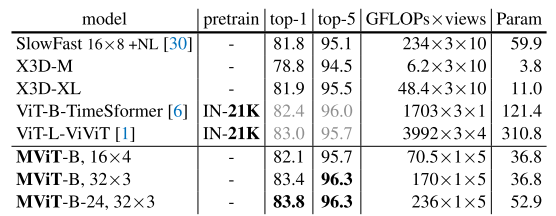 model pretrain top-1 top-5 GFLOPs×views Param
SlowFast 16×8 +NL [30] - 81.8 95.1 234×3×10 59.9
X3D-M - 78.8 94.5 6.2×3×10 3.8
X3D-XL - 81.9 95.5 48.4×3×10 11.0
ViT-B-TimeSformer [6] IN-21K 82.4 96.0 1703×3×1 121.4
ViT-L-ViViT [1] IN-21K 83.0 95.7 3992×3×4 310.8
MViT-B, 16×4 - 82.1 95.7 70.5×1×5 36.8
MViT-B, 32×3 - 83.4 96.3 170×1×5 36.8
MViT-B-24, 32×3 - 83.8 96.3 236×1×5 52.9